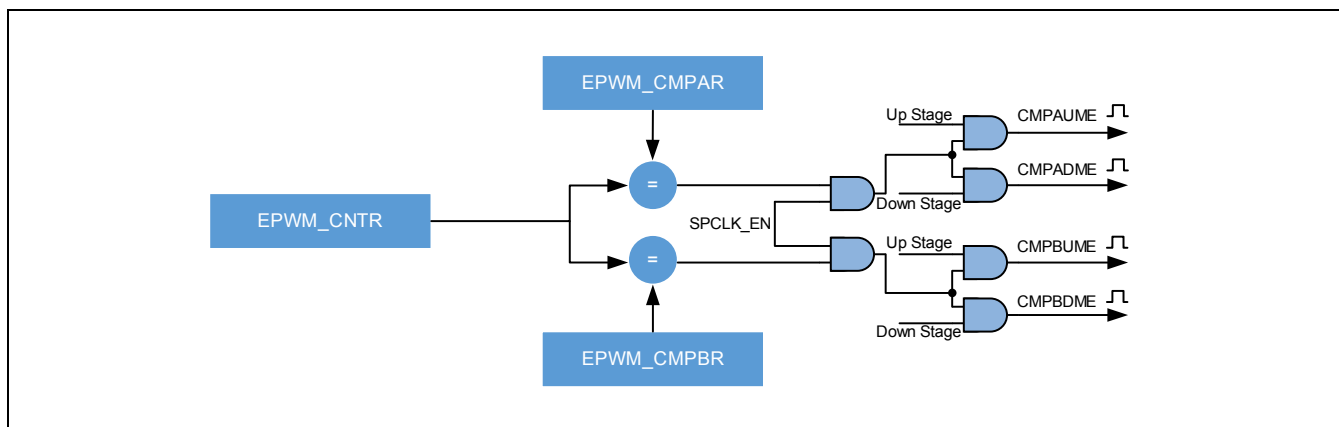 EPWM_CMPAR
Up Stage
CMPAUME
=
CMPADME
Down Stage
EPWM_CNTR
SPCLK_EN
Up Stage
CMPBUME
=
CMPBDME
Down Stage
EPWM_CMPBR